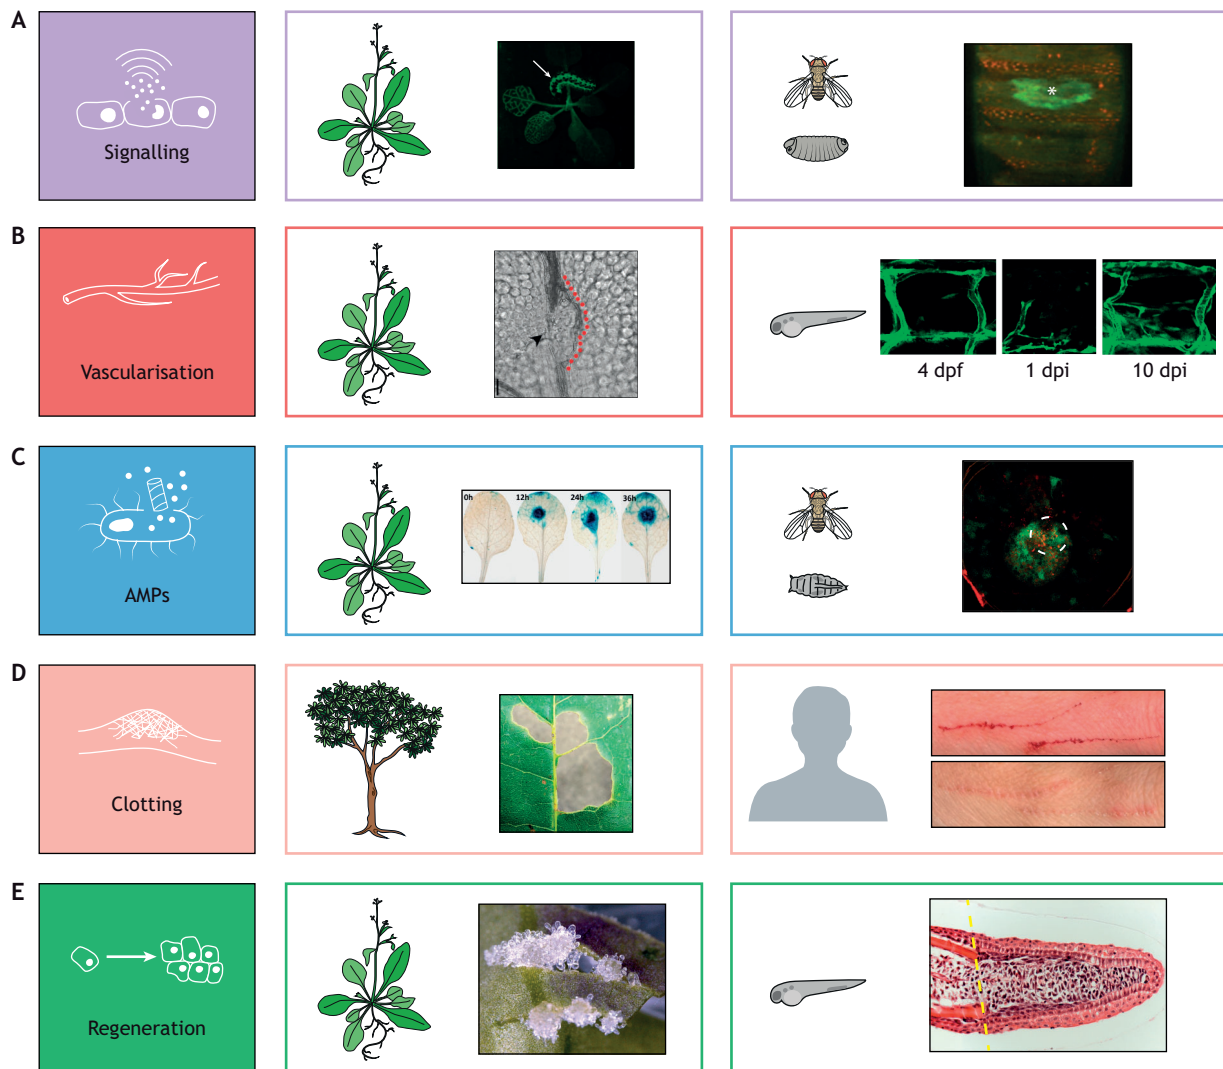 A
Signalling
*
B
Vascularisation
4 dpf
1 dpi
10 dpi
C
AMPs
0h
12h
24h
36h
D
Clotting
E
Regeneration